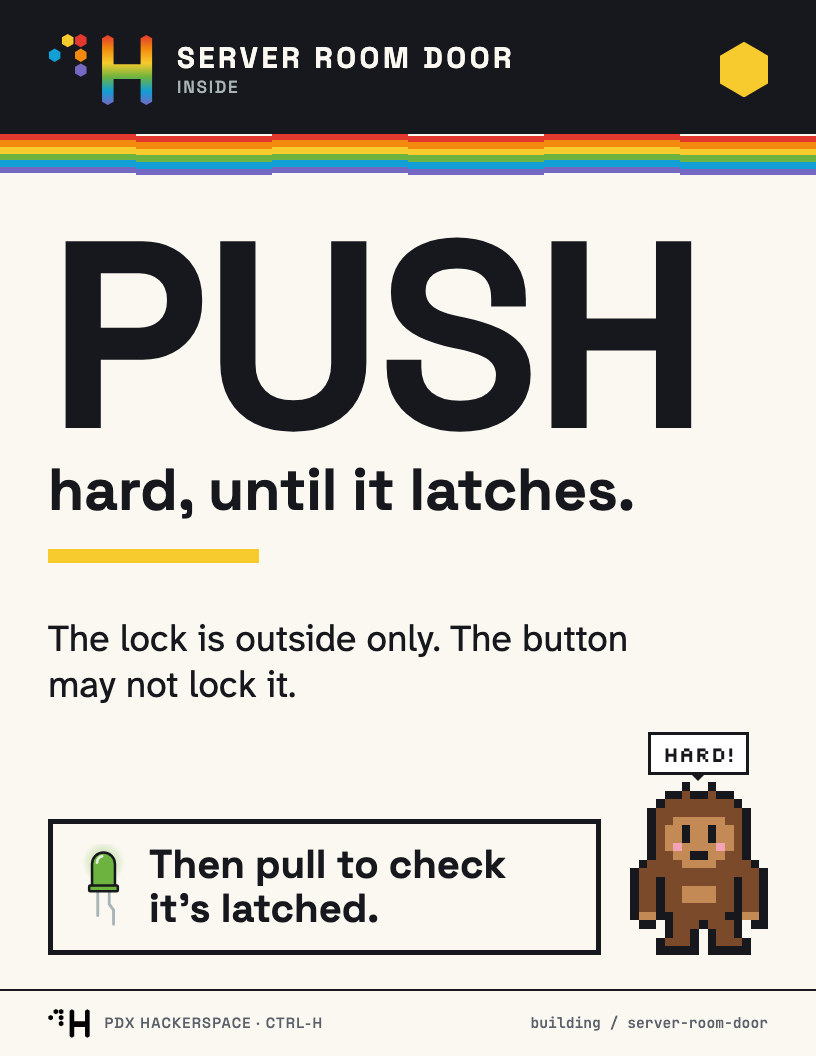 SERVER ROOM DOOR
INSIDE
PUSH
hard, until it latches.
The lock is outside only. The button
may not lock it.
HARD!
Then pull to check
it’s latched.
H PDX HACKERSPACE · CTRL-H
building / server-room-door